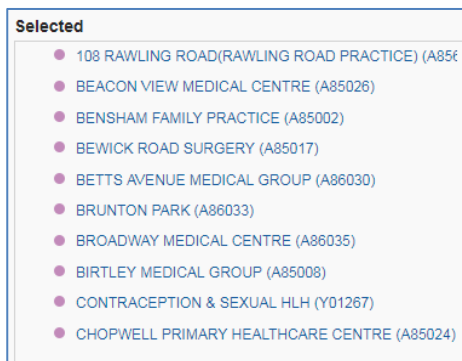 Selected
108 RAWLING ROAD(RAWLING ROAD PRACTICE) (A856
BEACON VIEW MEDICAL CENTRE (A85026)
BENSHAM FAMILY PRACTICE (A85002)
BEWICK ROAD SURGERY (A85017)
BETTS AVENUE MEDICAL GROUP (A86030)
BRUNTON PARK (A86033)
BROADWAY MEDICAL CENTRE (A86035)
BIRTLEY MEDICAL GROUP (A85008)
CONTRACEPTION & SEXUAL HLH (Y01267)
CHOPWELL PRIMARY HEALTHCARE CENTRE (A85024)